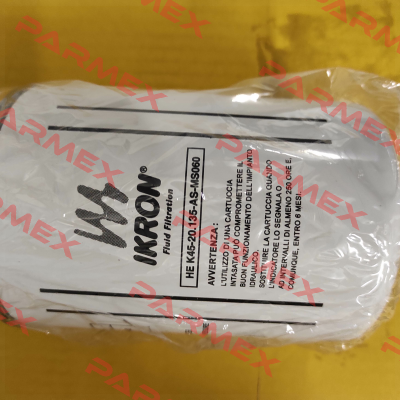 IKRON®
Fluid Filtration
HE K45-20.135-AS-MS060
AVVERTENZA :
L'UTILIZZO DI UNA CARTUCCIA
INTASATA PUÒ COMPROMETTERE IL
BUON FUNZIONAMENTO DELL'IMPIANTO
IDRAULICO.
SOSTITUIRE LA CARTUCCIA QUANDO
L'INDICATORE LO SEGNALA O
AD INTERVALLI DI ALMENO 250 ORE E
COMUNQUE, ENTRO 6 MESI.
PARMEX
PARMEX
PARMEX
PARMEX
PARMEX